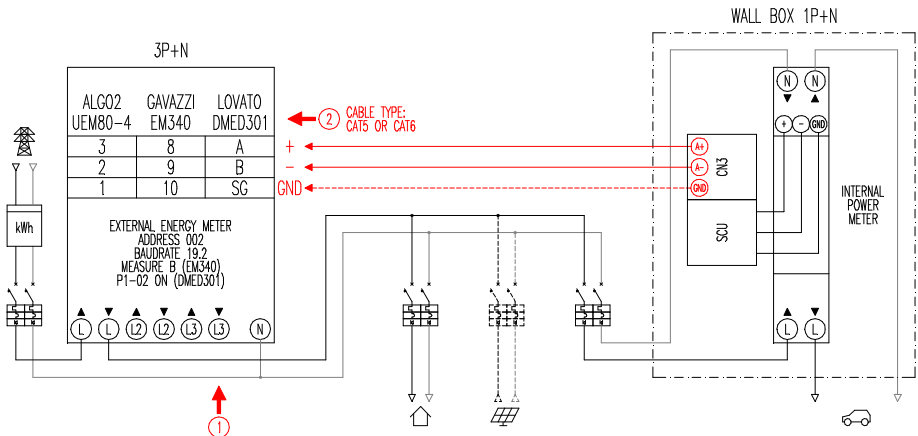 WALL BOX 1P+N
3P+N
ALGO2 GAVAZZI LOVATO
UEM80-4 EM340 DMED301
3 8 A
2 9 B
1 10 SG
2 CABLE TYPE:
CAT5 OR CAT6
+
-
GND
A+
A-
GND
CN3
SCU
N N
+ - GND
INTERNAL
POWER
METER
L L
kWh
EXTERNAL ENERGY METER
ADDRESS 002
BAUDRATE 19.2
MEASURE B (EM340)
P1-02 ON (DMED301)
L L L2 L2 L3 L3 N
1